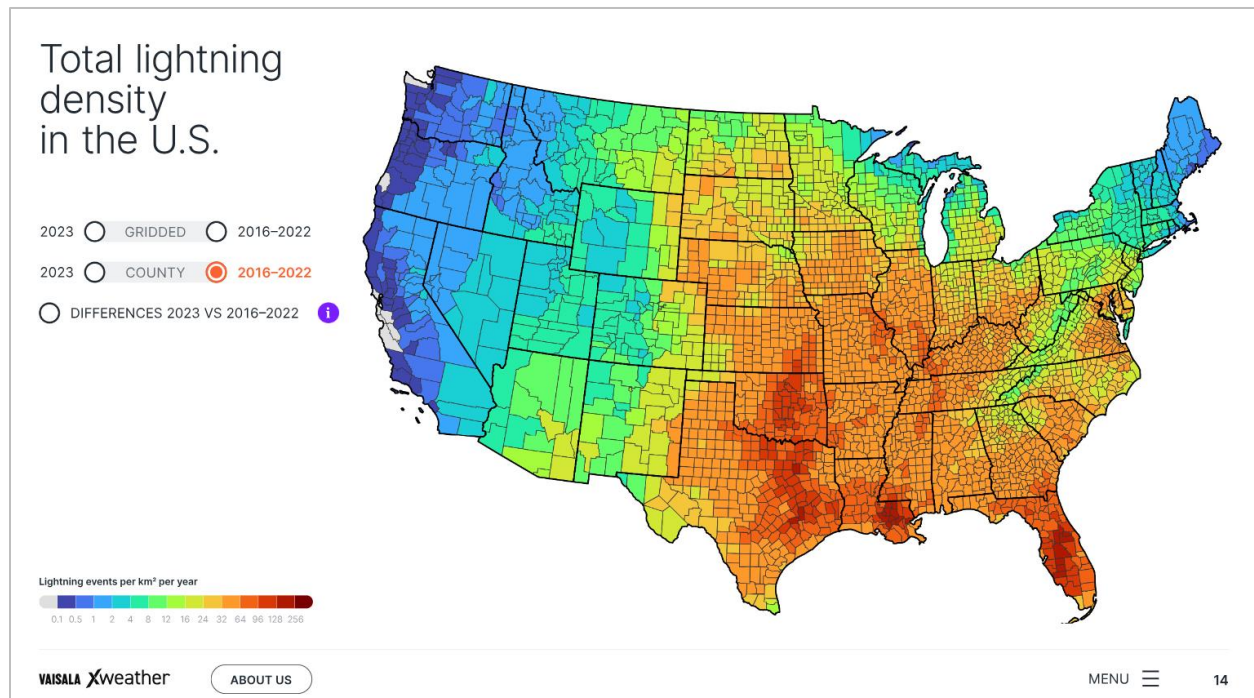 Total lightning
density
in the U.S.
2023 GRIDDED 2016–2022
2023 COUNTY 2016–2022
DIFFERENCES 2023 VS 2016–2022 i
Lightning events per km² per year
0.1 0.5 1 2 4 8 12 16 24 32 64 96 128 256
VAISALA Xweather
ABOUT US
MENU
14